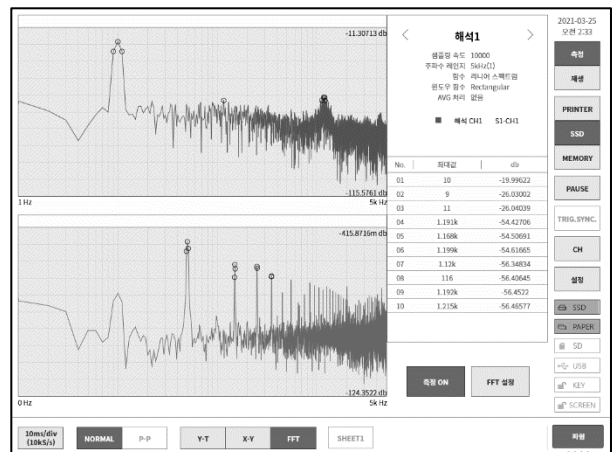 -11.30713 db
-115.5761 db
1 Hz
5k Hz
-415.8716m db
-124.3522 db
0 Hz
5k Hz
해석1
샘플링 속도 10000
주파수 레인지 5kHz(1)
함수 리니어 스펙트럼
윈도우 함수 Rectangular
AVG 처리 없음
해석 CH1 S1-CH1
No. 최대값 db
01 10 -19.99622
02 9 -26.03002
03 11 -26.04039
04 1.191k -54.42706
05 1.168k -54.50691
06 1.199k -54.61665
07 1.12k -56.34834
08 116 -56.40645
09 1.192k -56.4522
10 1.215k -56.46577
측정 ON
FFT 설정
2021-03-25
오전 2:33
측정
재생
PRINTER
SSD
MEMORY
PAUSE
TRIG.SYNC.
CH
설정
SSD
PAPER
SD
USB
KEY
SCREEN
10ms/div
(10kS/s)
NORMAL
P-P
Y-T
X-Y
FFT
SHEET1
파형